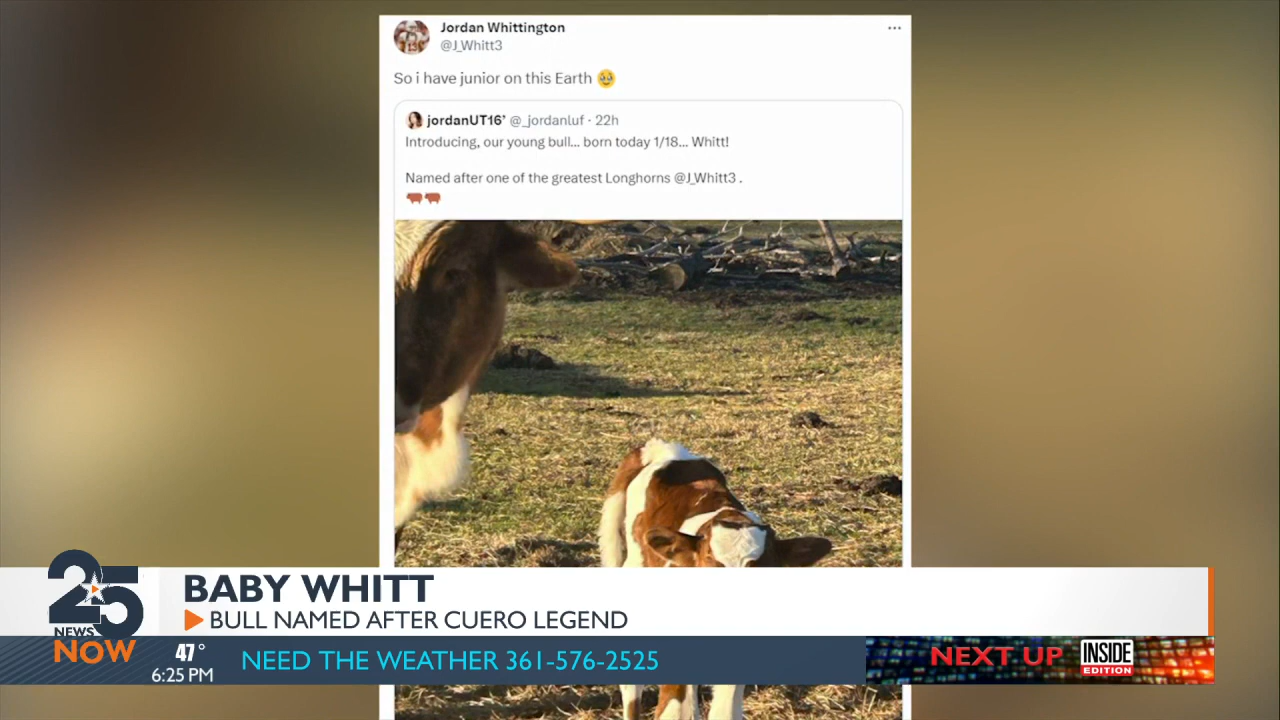 Jordan Whittington
@J_Whitt3
So i have junior on this Earth 🥹
jordanUT16’ @_jordanluf · 22h
Introducing, our young bull... born today 1/18... Whitt!
Named after one of the greatest Longhorns @J_Whitt3 .
🐂🐂
25
NEWS
NOW
BABY WHITT
BULL NAMED AFTER CUERO LEGEND
47°
6:25 PM
NEED THE WEATHER 361-576-2525
NEXT UP
INSIDE
EDITION